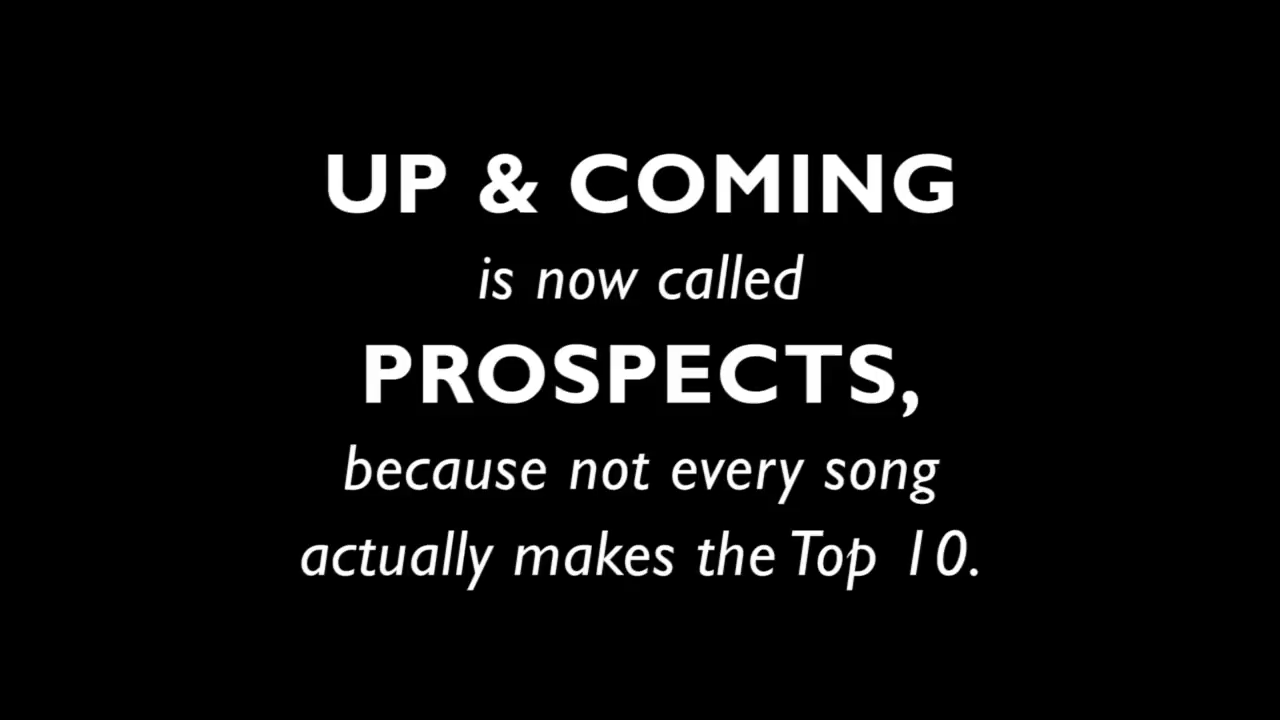 UP & COMING
is now called
PROSPECTS,
because not every song
actually makes the Top 10.